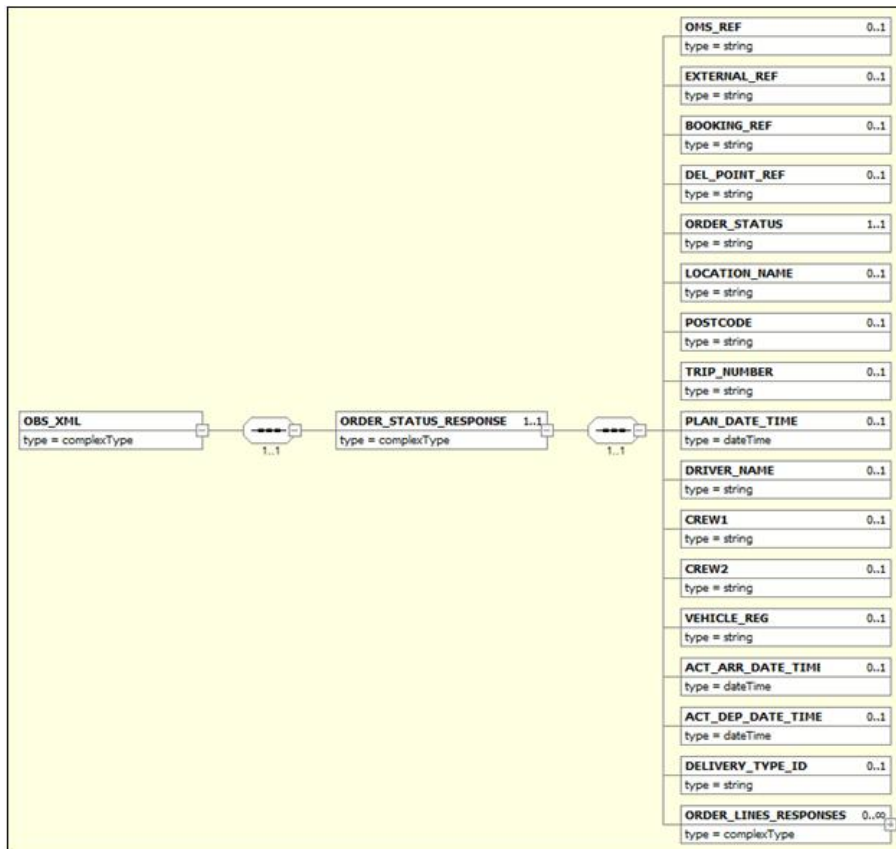 OMS_REF 0..1
type = string
EXTERNAL_REF 0..1
type = string
BOOKING_REF 0..1
type = string
DEL_POINT_REF 0..1
type = string
ORDER_STATUS 1..1
type = string
LOCATION_NAME 0..1
type = string
POSTCODE 0..1
type = string
TRIP_NUMBER 0..1
type = string
OBS_XML
type = complexType
1..1
ORDER_STATUS_RESPONSE 1..1
type = complexType
1..1
PLAN_DATE_TIME 0..1
type = dateTime
DRIVER_NAME 0..1
type = string
CREW1 0..1
type = string
CREW2 0..1
type = string
VEHICLE_REG 0..1
type = string
ACT_ARR_DATE_TIMI 0..1
type = dateTime
ACT_DEP_DATE_TIME 0..1
type = dateTime
DELIVERY_TYPE_ID 0..1
type = string
ORDER_LINES_RESPONSES 0..∞
type = complexType